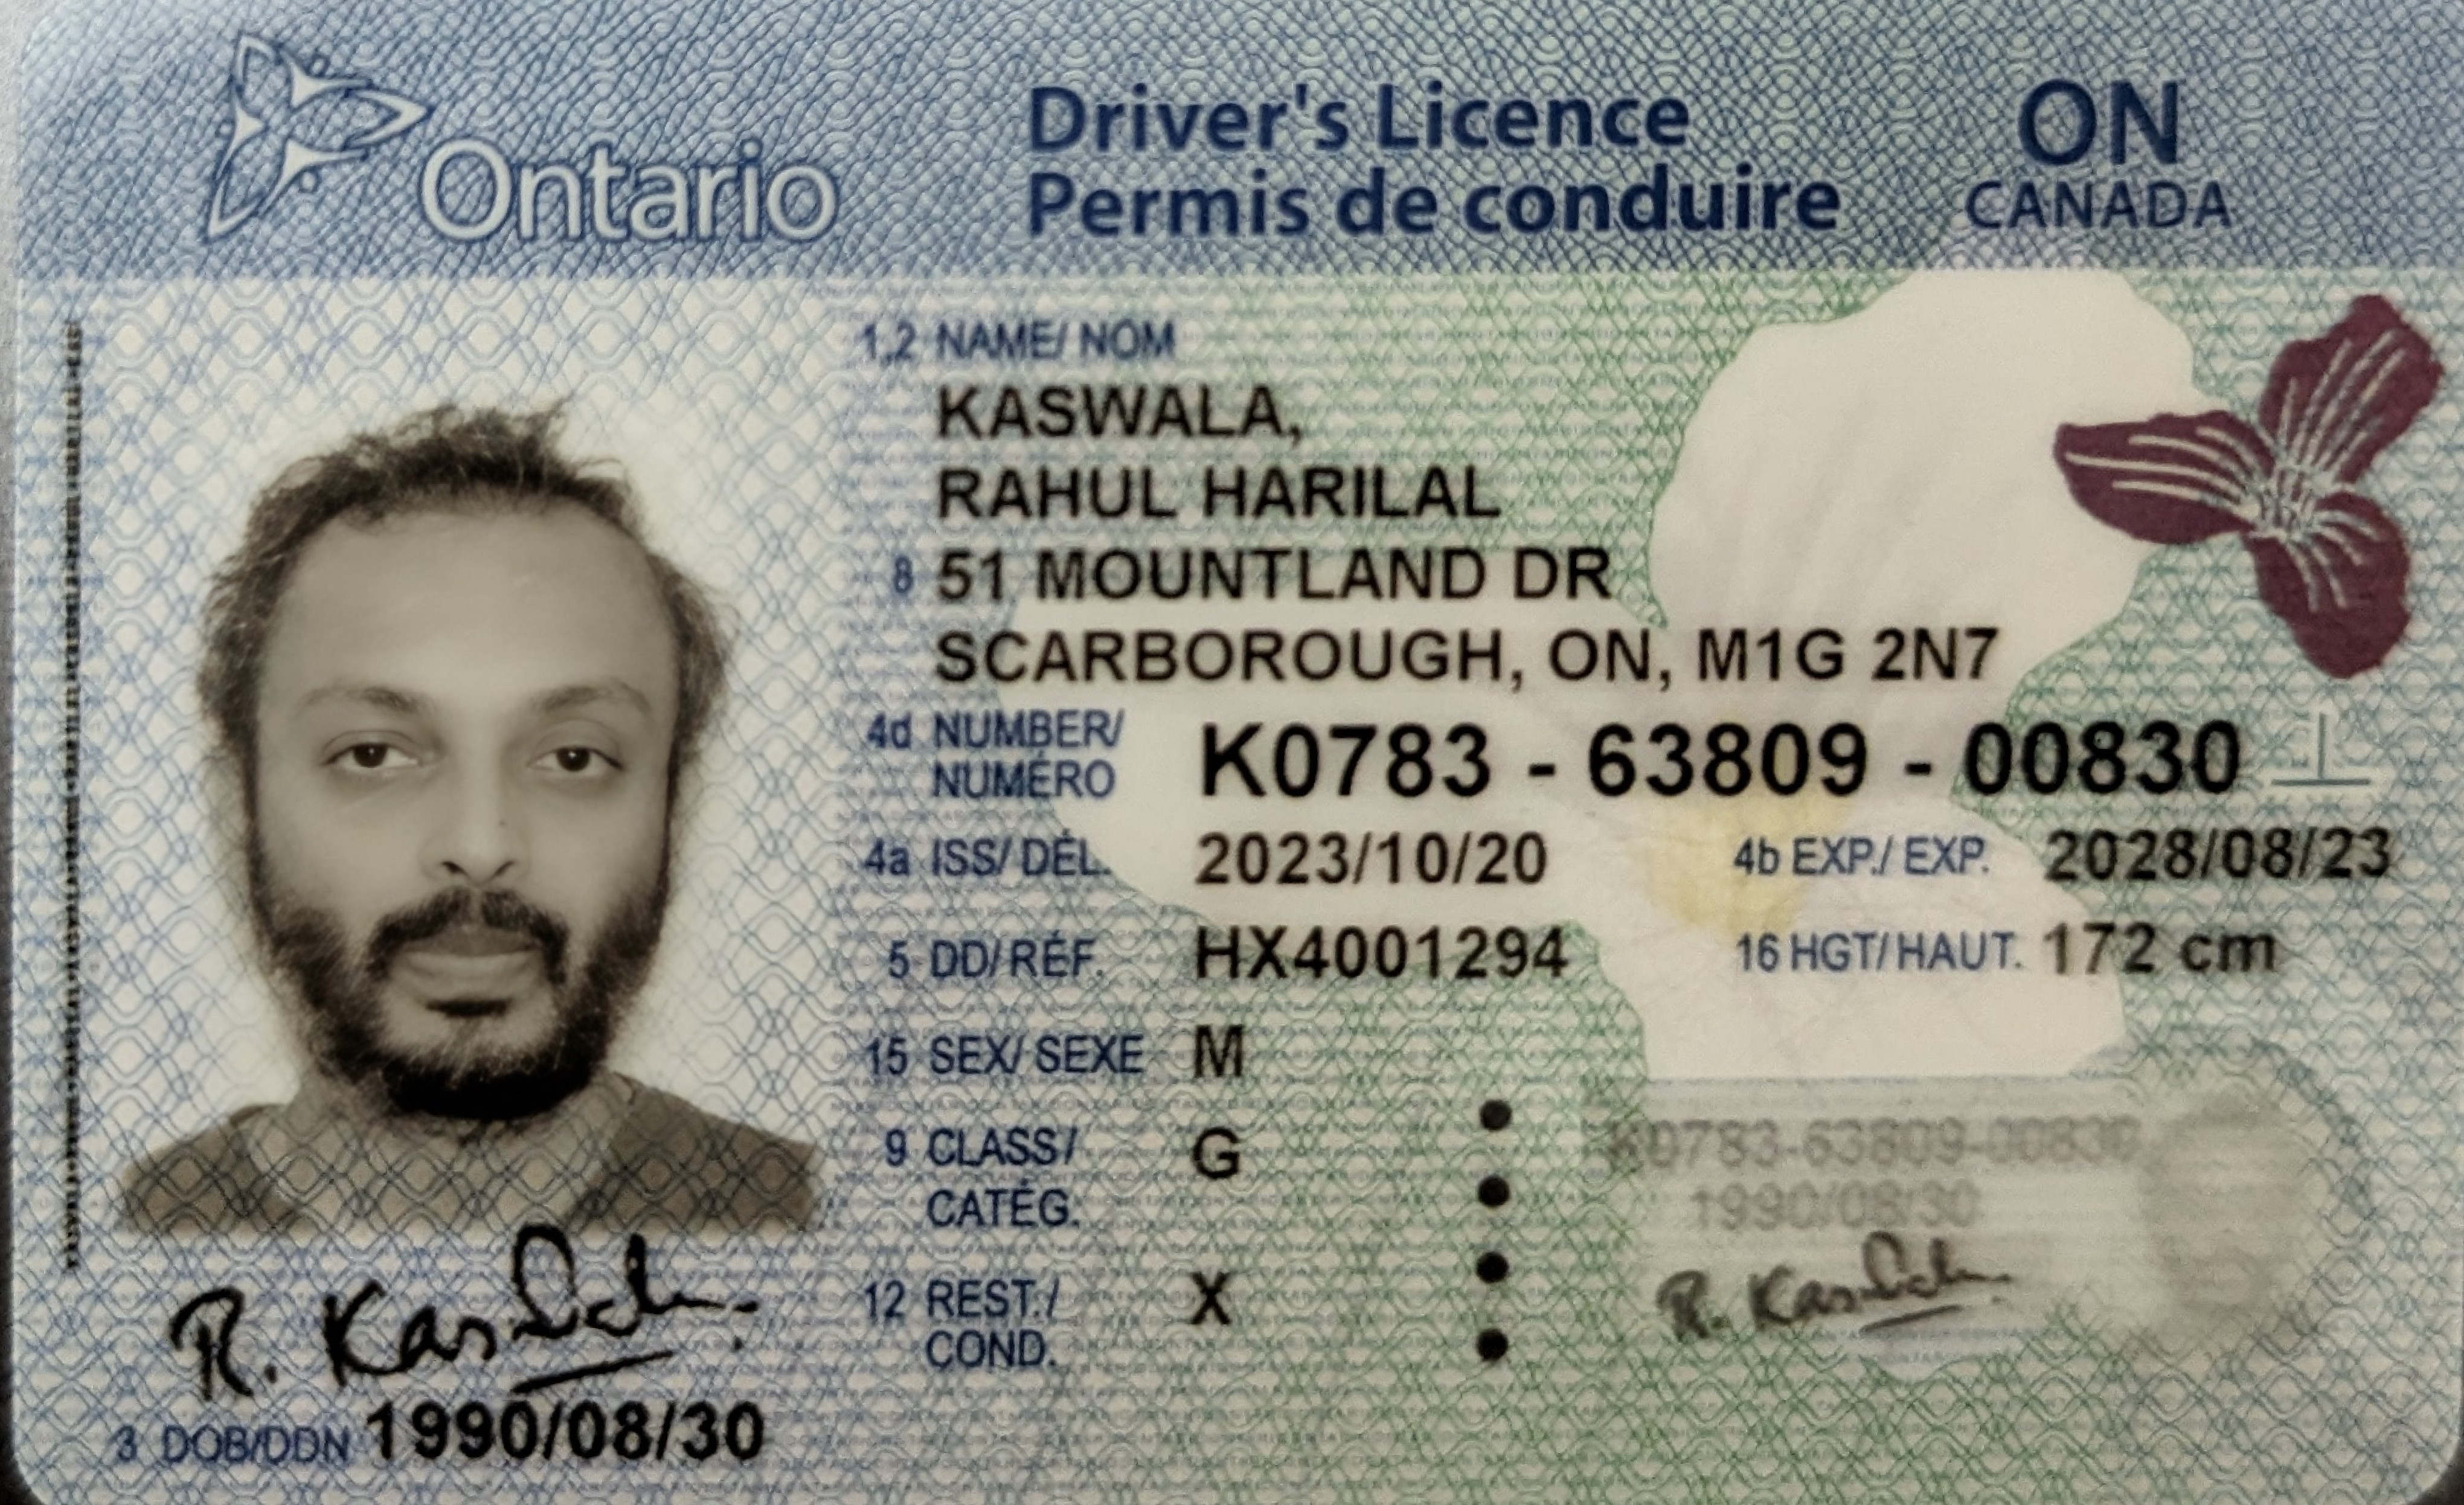 Ontario
Driver's Licence
Permis de conduire
ON
CANADA
1,2 NAME/ NOM
KASWALA,
RAHUL HARILAL
8 51 MOUNTLAND DR
SCARBOROUGH, ON, M1G 2N7
4d NUMBER/ NUMÉRO K0783 - 63809 - 00830
4a ISS/ DÉL. 2023/10/20 4b EXP./ EXP. 2028/08/23
5 DD/ RÉF. HX4001294 16 HGT/ HAUT. 172 cm
15 SEX/ SEXE M
9 CLASS/ CATÉG. G
12 REST./ COND. X
K0783-63809-00830
1990/08/30
3 DOB/DDN 1990/08/30